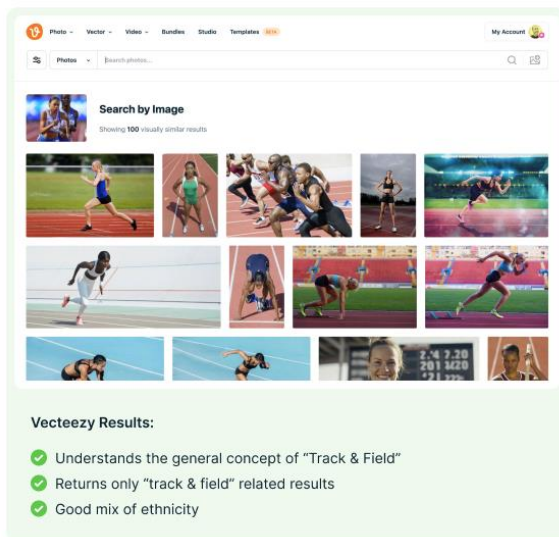 Photo Vector Video Bundles Studio Templates BETA My Account
Photos Search photos...
Search by Image
Showing 100 visually similar results
Vecteezy Results:
Understands the general concept of “Track & Field”
Returns only “track & field” related results
Good mix of ethnicity